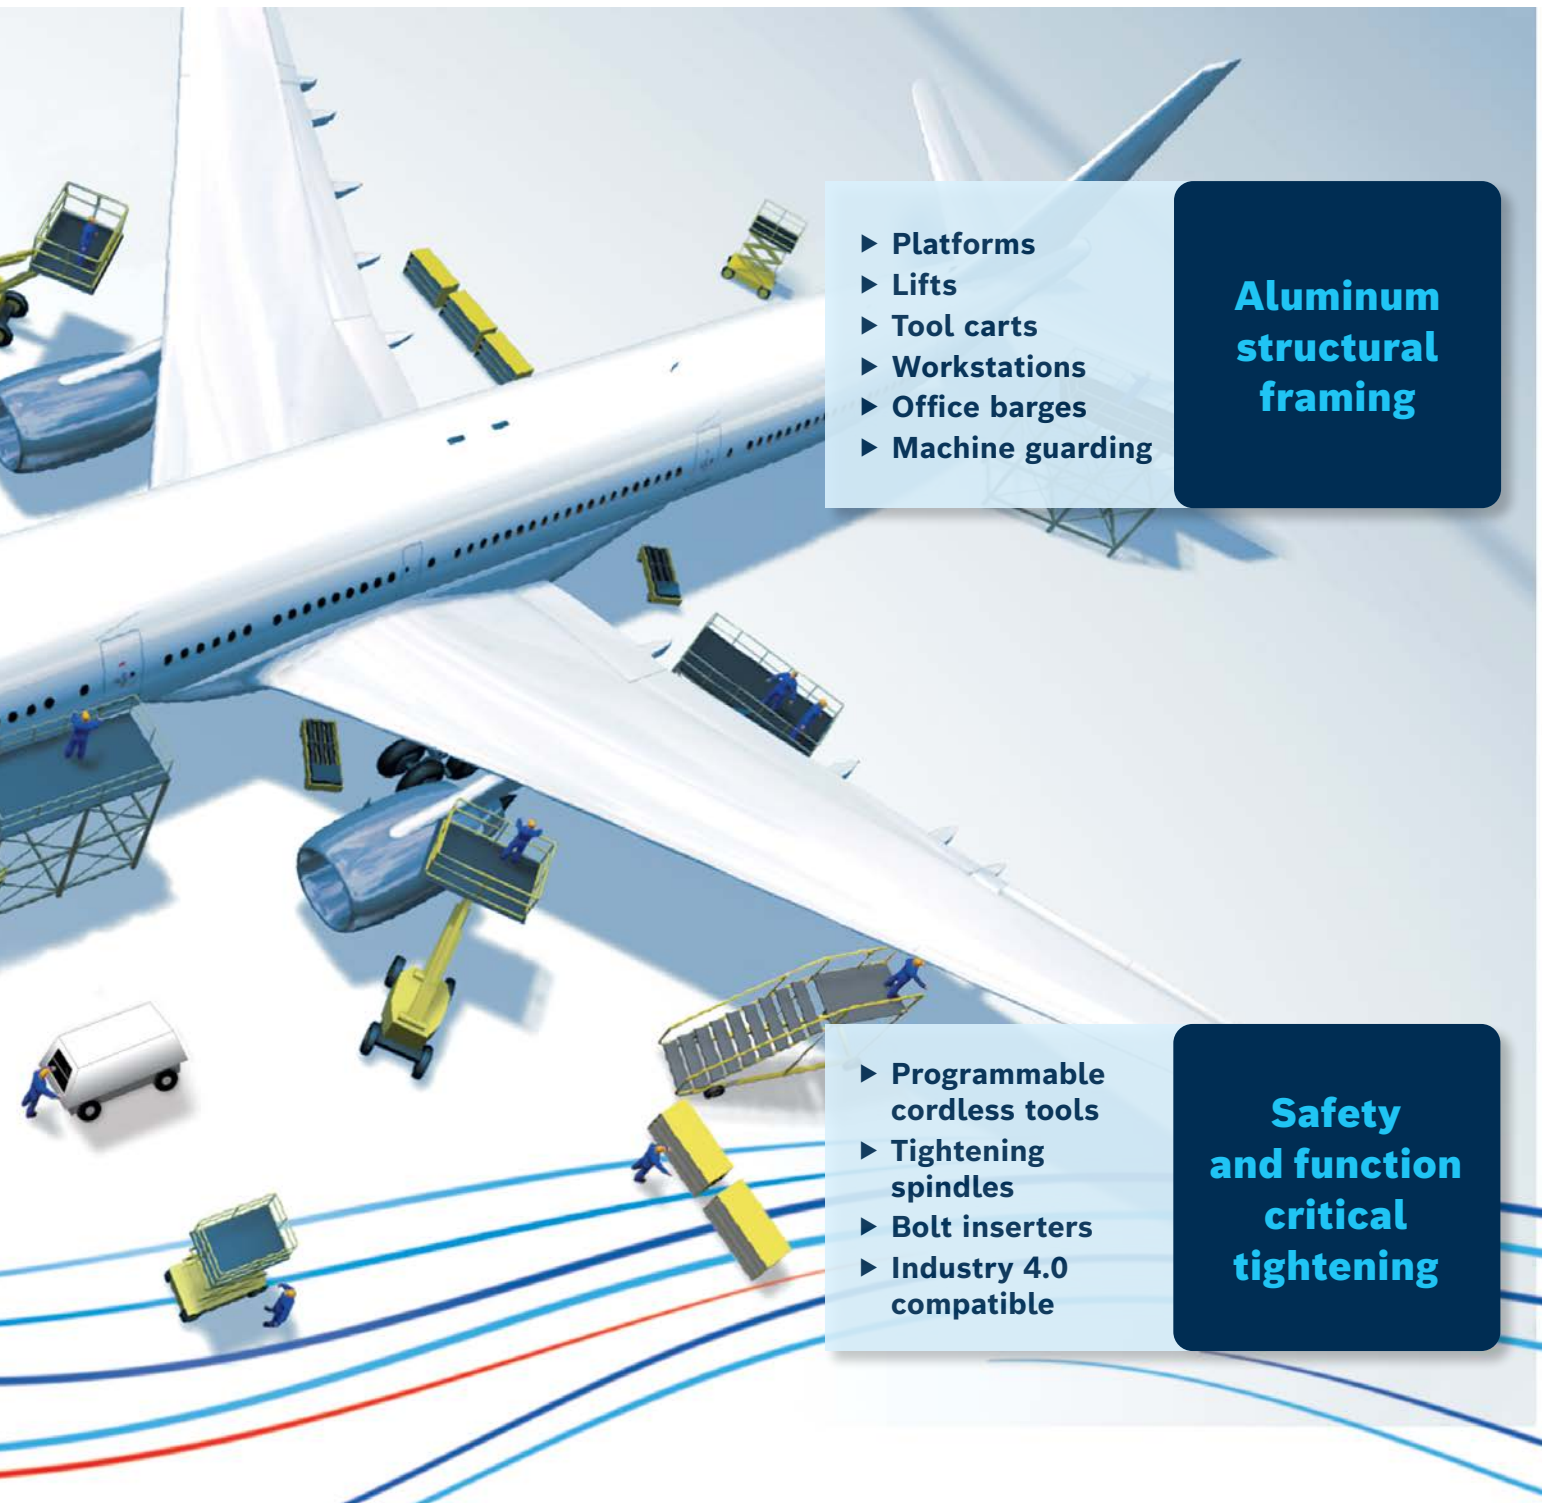 ▶ Platforms
▶ Lifts
▶ Tool carts
▶ Workstations
▶ Office barges
▶ Machine guarding
Aluminum
structural
framing
▶ Programmable
cordless tools
▶ Tightening
spindles
▶ Bolt inserters
▶ Industry 4.0
compatible
Safety
and function
critical
tightening